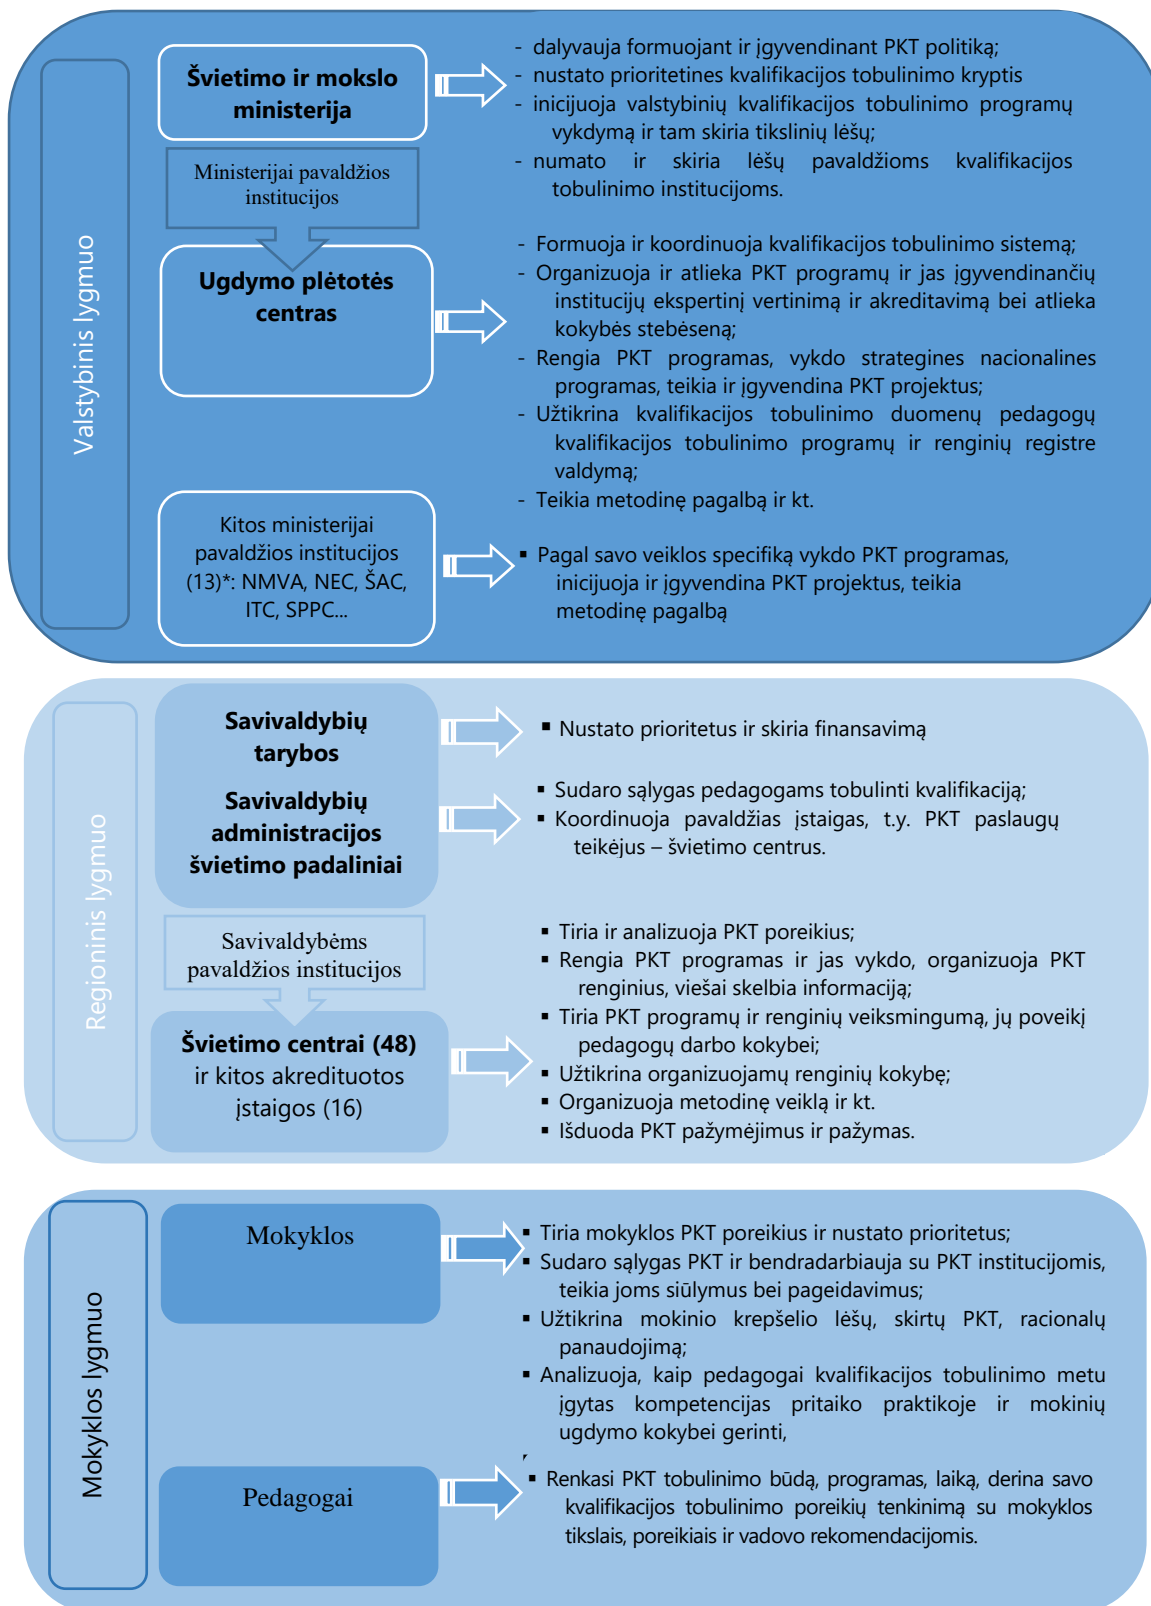 Valstybinis lygmuo
Švietimo ir mokslo
ministerija
- dalyvauja formuojant ir įgyvendinant PKT politiką;
- nustato prioritetines kvalifikacijos tobulinimo kryptis
- inicijuoja valstybinių kvalifikacijos tobulinimo programų
vykdymą ir tam skiria tikslinių lėšų;
- numato ir skiria lėšų pavaldžioms kvalifikacijos
tobulinimo institucijoms.
Ministerijai pavaldžios
institucijos
Ugdymo plėtotės
centras
- Formuoja ir koordinuoja kvalifikacijos tobulinimo sistemą;
- Organizuoja ir atlieka PKT programų ir jas įgyvendinančių
institucijų ekspertinį vertinimą ir akreditavimą bei atlieka
kokybės stebėseną;
- Rengia PKT programas, vykdo strategines nacionalines
programas, teikia ir įgyvendina PKT projektus;
- Užtikrina kvalifikacijos tobulinimo duomenų pedagogų
kvalifikacijos tobulinimo programų ir renginių registre
valdymą;
- Teikia metodinę pagalbą ir kt.
Kitos ministerijai
pavaldžios institucijos
(13)*: NMVA, NEC, ŠAC,
ITC, SPPC...
▪ Pagal savo veiklos specifiką vykdo PKT programas,
inicijuoja ir įgyvendina PKT projektus, teikia
metodinę pagalbą
Regioninis lygmuo
Savivaldybių
tarybos
▪ Nustato prioritetus ir skiria finansavimą
Savivaldybių
administracijos
švietimo padaliniai
▪ Sudaro sąlygas pedagogams tobulinti kvalifikaciją;
▪ Koordinuoja pavaldžias įstaigas, t.y. PKT paslaugų
teikėjus – švietimo centrus.
Savivaldybėms
pavaldžios institucijos
Švietimo centrai (48)
ir kitos akredituotos
įstaigos (16)
▪ Tiria ir analizuoja PKT poreikius;
▪ Rengia PKT programas ir jas vykdo, organizuoja PKT
renginius, viešai skelbia informaciją;
▪ Tiria PKT programų ir renginių veiksmingumą, jų poveikį
pedagogų darbo kokybei;
▪ Užtikrina organizuojamų renginių kokybę;
▪ Organizuoja metodinę veiklą ir kt.
▪ Išduoda PKT pažymėjimus ir pažymas.
Mokyklos lygmuo
Mokyklos
▪ Tiria mokyklos PKT poreikius ir nustato prioritetus;
▪ Sudaro sąlygas PKT ir bendradarbiauja su PKT institucijomis,
teikia joms siūlymus bei pageidavimus;
▪ Užtikrina mokinio krepšelio lėšų, skirtų PKT, racionalų
panaudojimą;
▪ Analizuoja, kaip pedagogai kvalifikacijos tobulinimo metu
įgytas kompetencijas pritaiko praktikoje ir mokinių
ugdymo kokybei gerinti,
Pedagogai
▪ Renkasi PKT tobulinimo būdą, programas, laiką, derina savo
kvalifikacijos tobulinimo poreikių tenkinimą su mokyklos
tikslais, poreikiais ir vadovo rekomendacijomis.